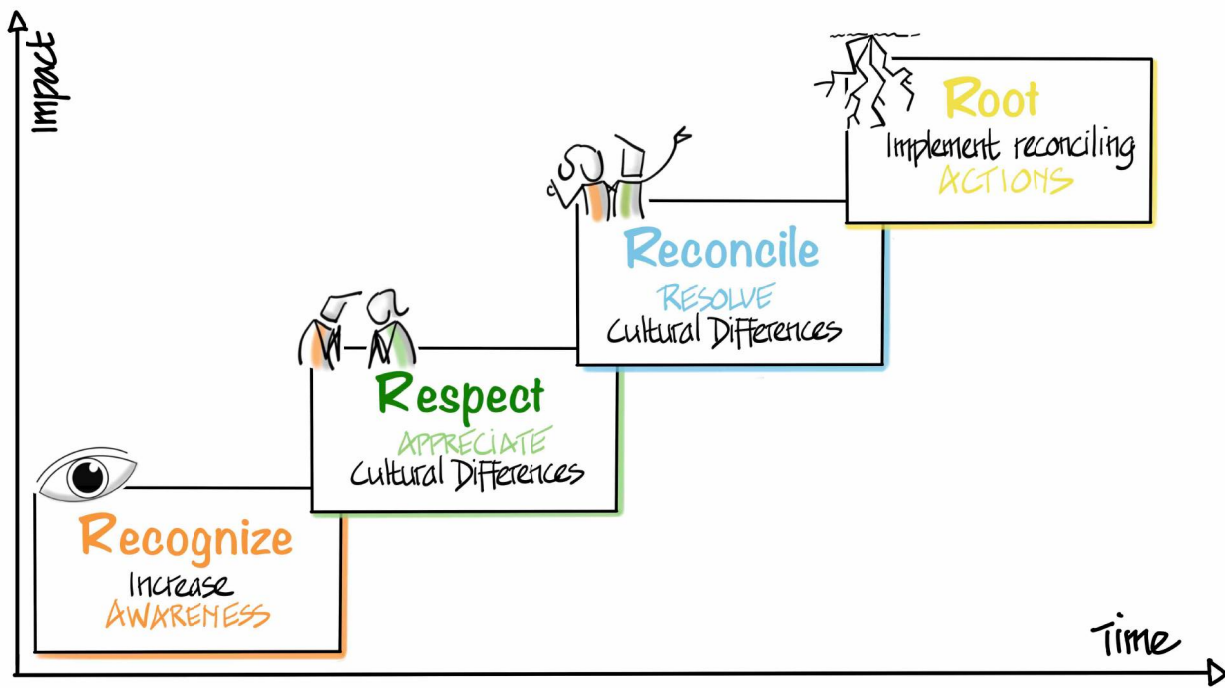 Impact
Root
Implement reconciling
ACTIONS
Reconcile
RESOLVE
Cultural Differences
Respect
APPRECIATE
Cultural Differences
Recognize
Increase
AWARENESS
Time